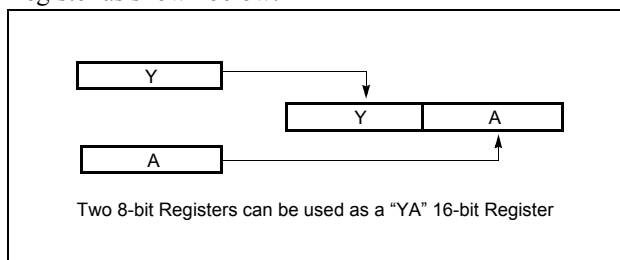 Y
Y A
A
Two 8-bit Registers can be used as a “YA” 16-bit Register